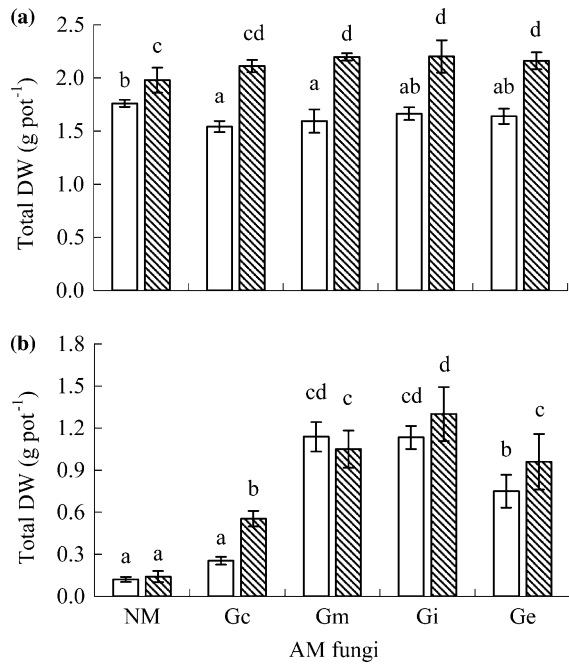 (a)
Total DW (g pot⁻¹)
2.5
2.0
1.5
1.0
0.5
0.0
b c a cd a d ab d ab d
(b)
Total DW (g pot⁻¹)
1.8
1.5
1.2
0.9
0.6
0.3
0.0
a a a b cd c cd d b c
NM Gc Gm Gi Ge
AM fungi